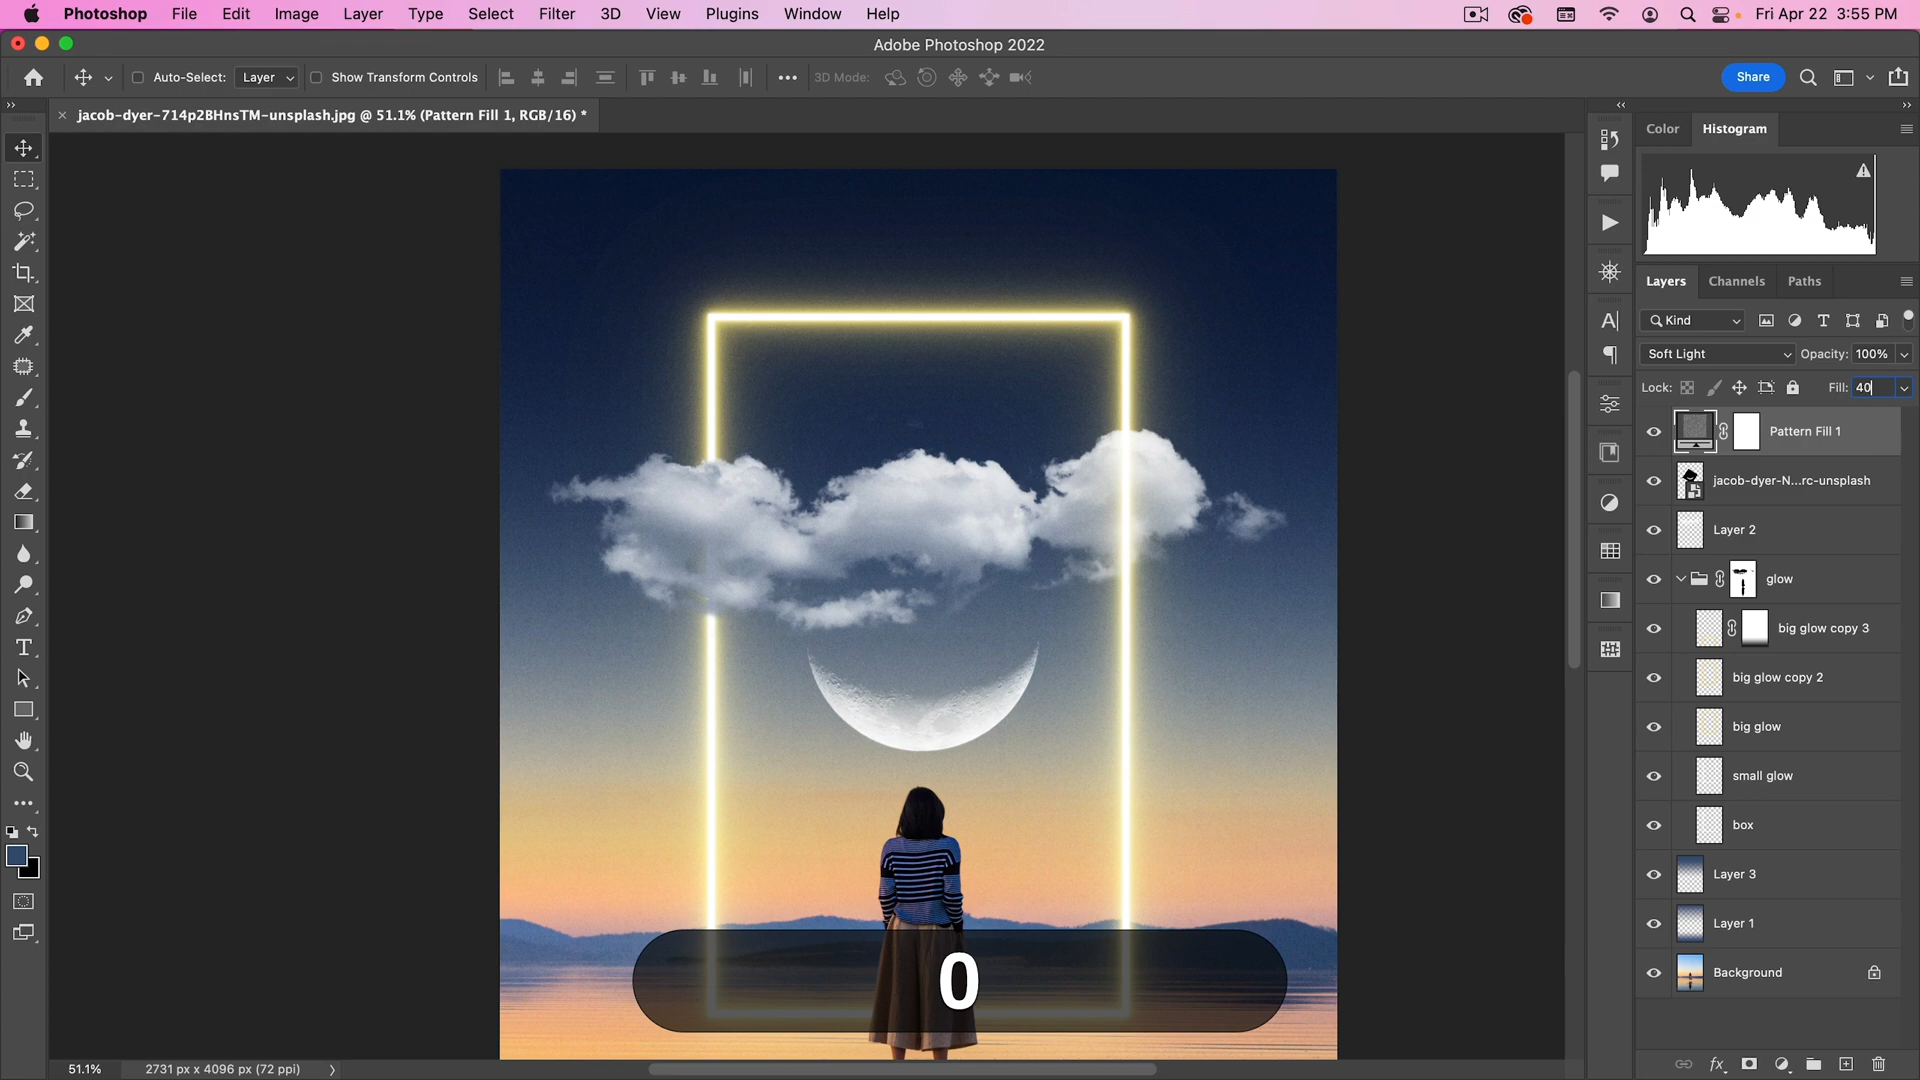 Photoshop File Edit Image Layer Type Select Filter 3D View Plugins Window Help Fri Apr 22 3:55 PM
Adobe Photoshop 2022
Auto-Select: Layer Show Transform Controls 3D Mode: Share
jacob-dyer-714p2BHnsTM-unsplash.jpg @ 51.1% (Pattern Fill 1, RGB/16) *
Color Histogram
Layers Channels Paths
Kind
Soft Light Opacity: 100%
Lock: Fill: 40
Pattern Fill 1
jacob-dyer-N...rc-unsplash
Layer 2
glow
big glow copy 3
big glow copy 2
big glow
small glow
box
Layer 3
Layer 1
Background
0
51.1% 2731 px x 4096 px (72 ppi)